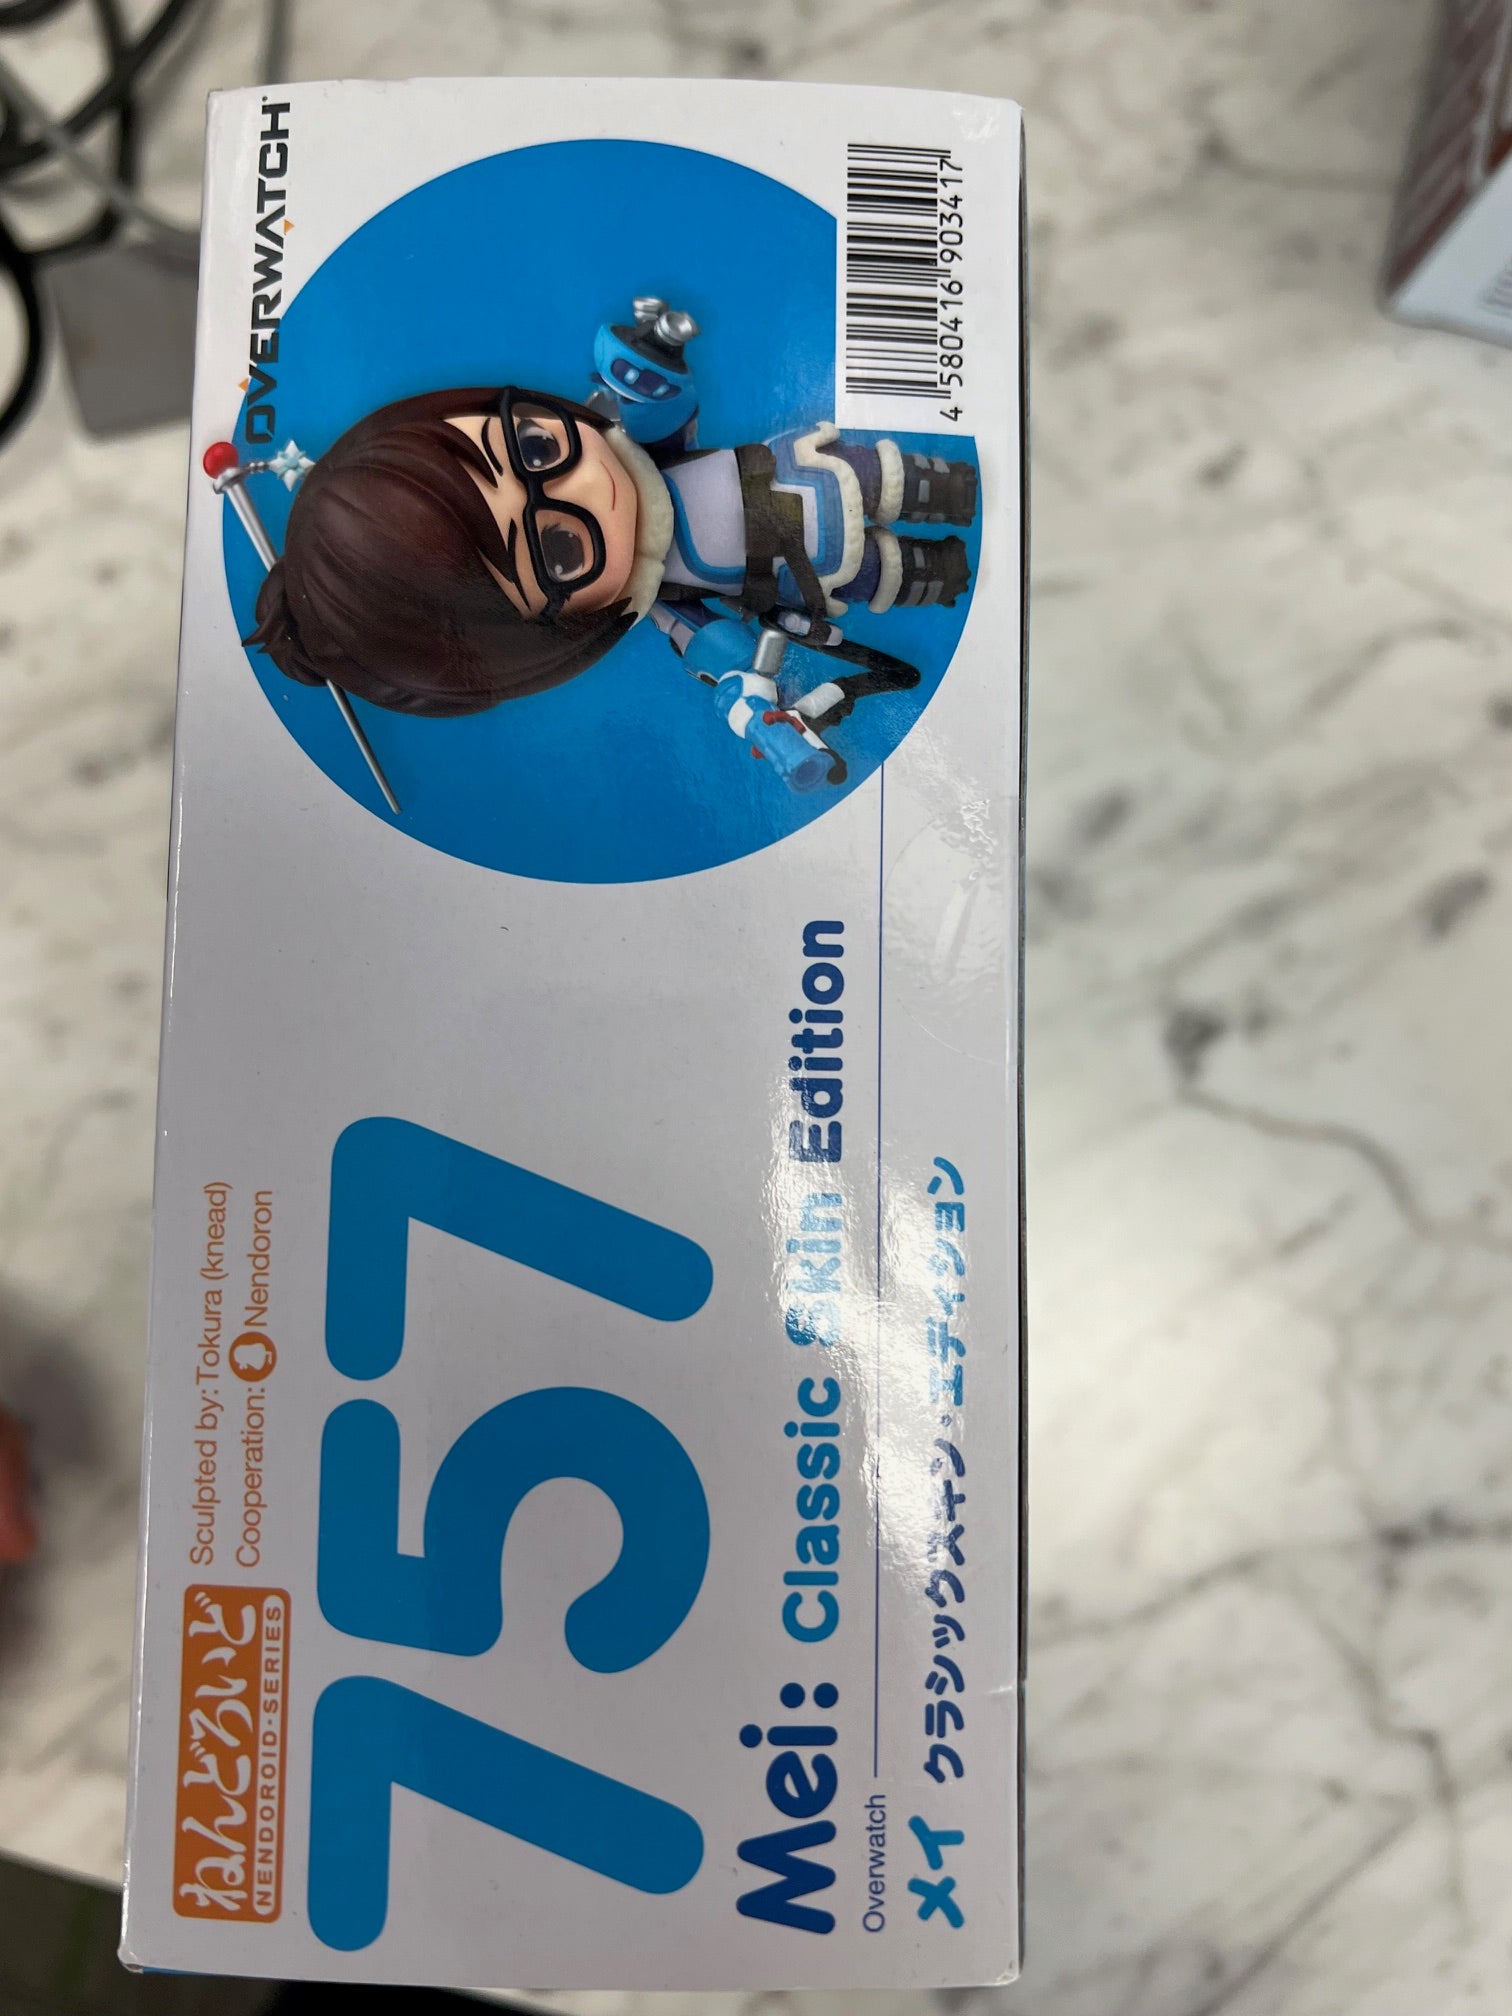 ねんどろいど
NENDOROID・SERIES
Sculpted by: Tokura (knead)
Cooperation: Nendoron
OVERWATCH
757
Mei: Classic Skin Edition
Overwatch
メイ クラシックスキン・エディション
4 580416 903417